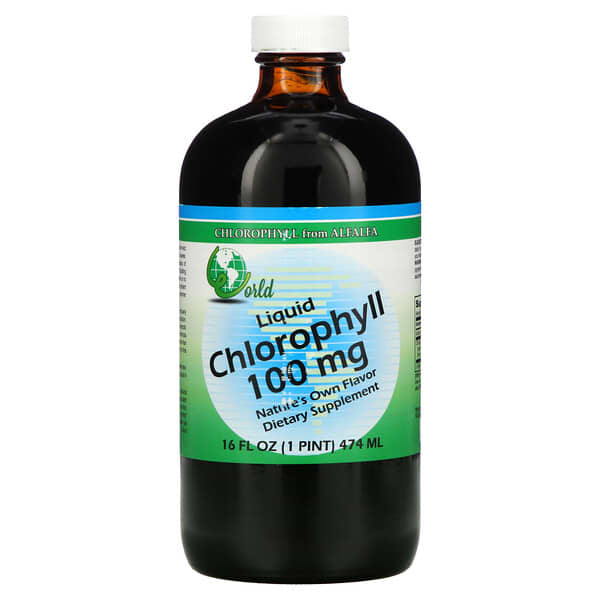 CHLOROPHYLL from ALFALFA
World
Liquid
Chlorophyll
100 mg
Nature's Own Flavor
Dietary Supplement
16 FL OZ (1 PINT) 474 ML